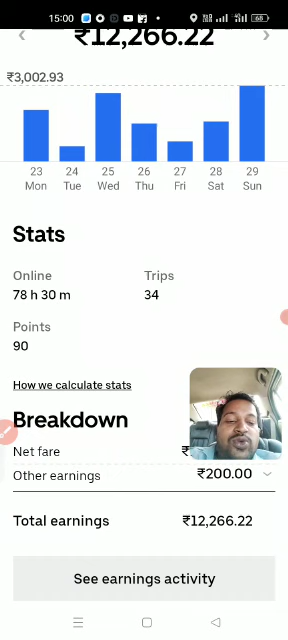 15:00
68
₹12,266.22
₹3,002.93
23 24 25 26 27 28 29
Mon Tue Wed Thu Fri Sat Sun
Stats
Online Trips
78 h 30 m 34
Points
90
How we calculate stats
Breakdown
Net fare ₹
Other earnings ₹200.00
Total earnings ₹12,266.22
See earnings activity